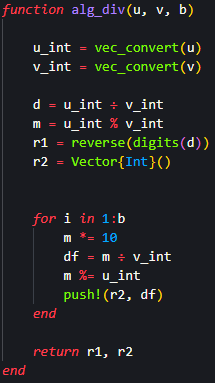 function alg_div(u, v, b)
u_int = vec_convert(u)
v_int = vec_convert(v)
d = u_int ÷ v_int
m = u_int % v_int
r1 = reverse(digits(d))
r2 = Vector{Int}()
for i in 1:b
m *= 10
df = m ÷ v_int
m %= u_int
push!(r2, df)
end
return r1, r2
end